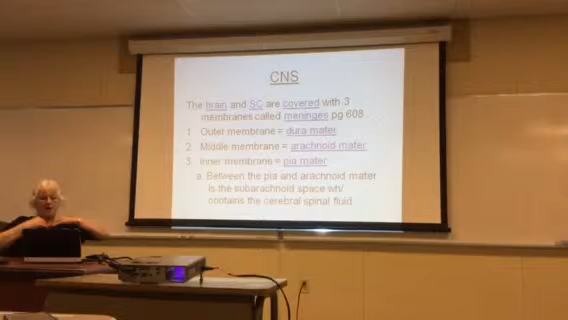 CNS
The brain and SC are covered with 3
membranes called meninges pg 608
1 Outer membrane = dura mater
2 Middle membrane = arachnoid mater
3 Inner membrane = pia mater
a. Between the pia and arachnoid mater
is the subarachnoid space wh/
contains the cerebral spinal fluid